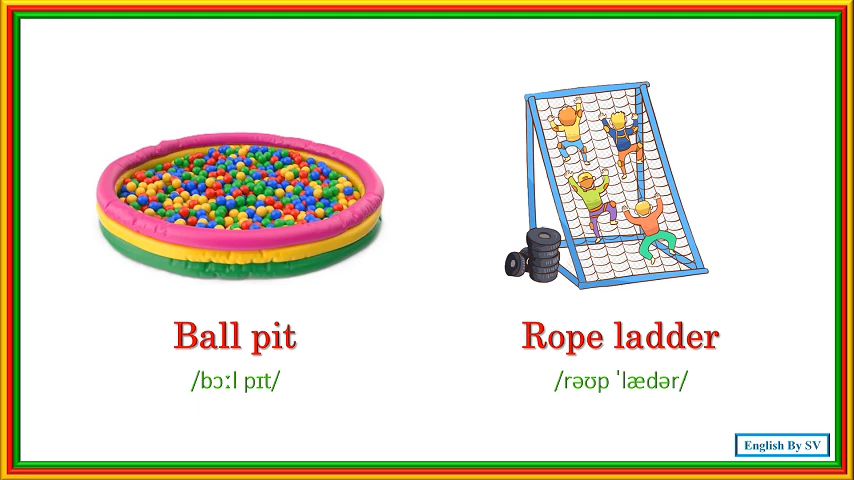 Ball pit
/bɔːl pɪt/
Rope ladder
/rəʊp ˈlædər/
English By SV